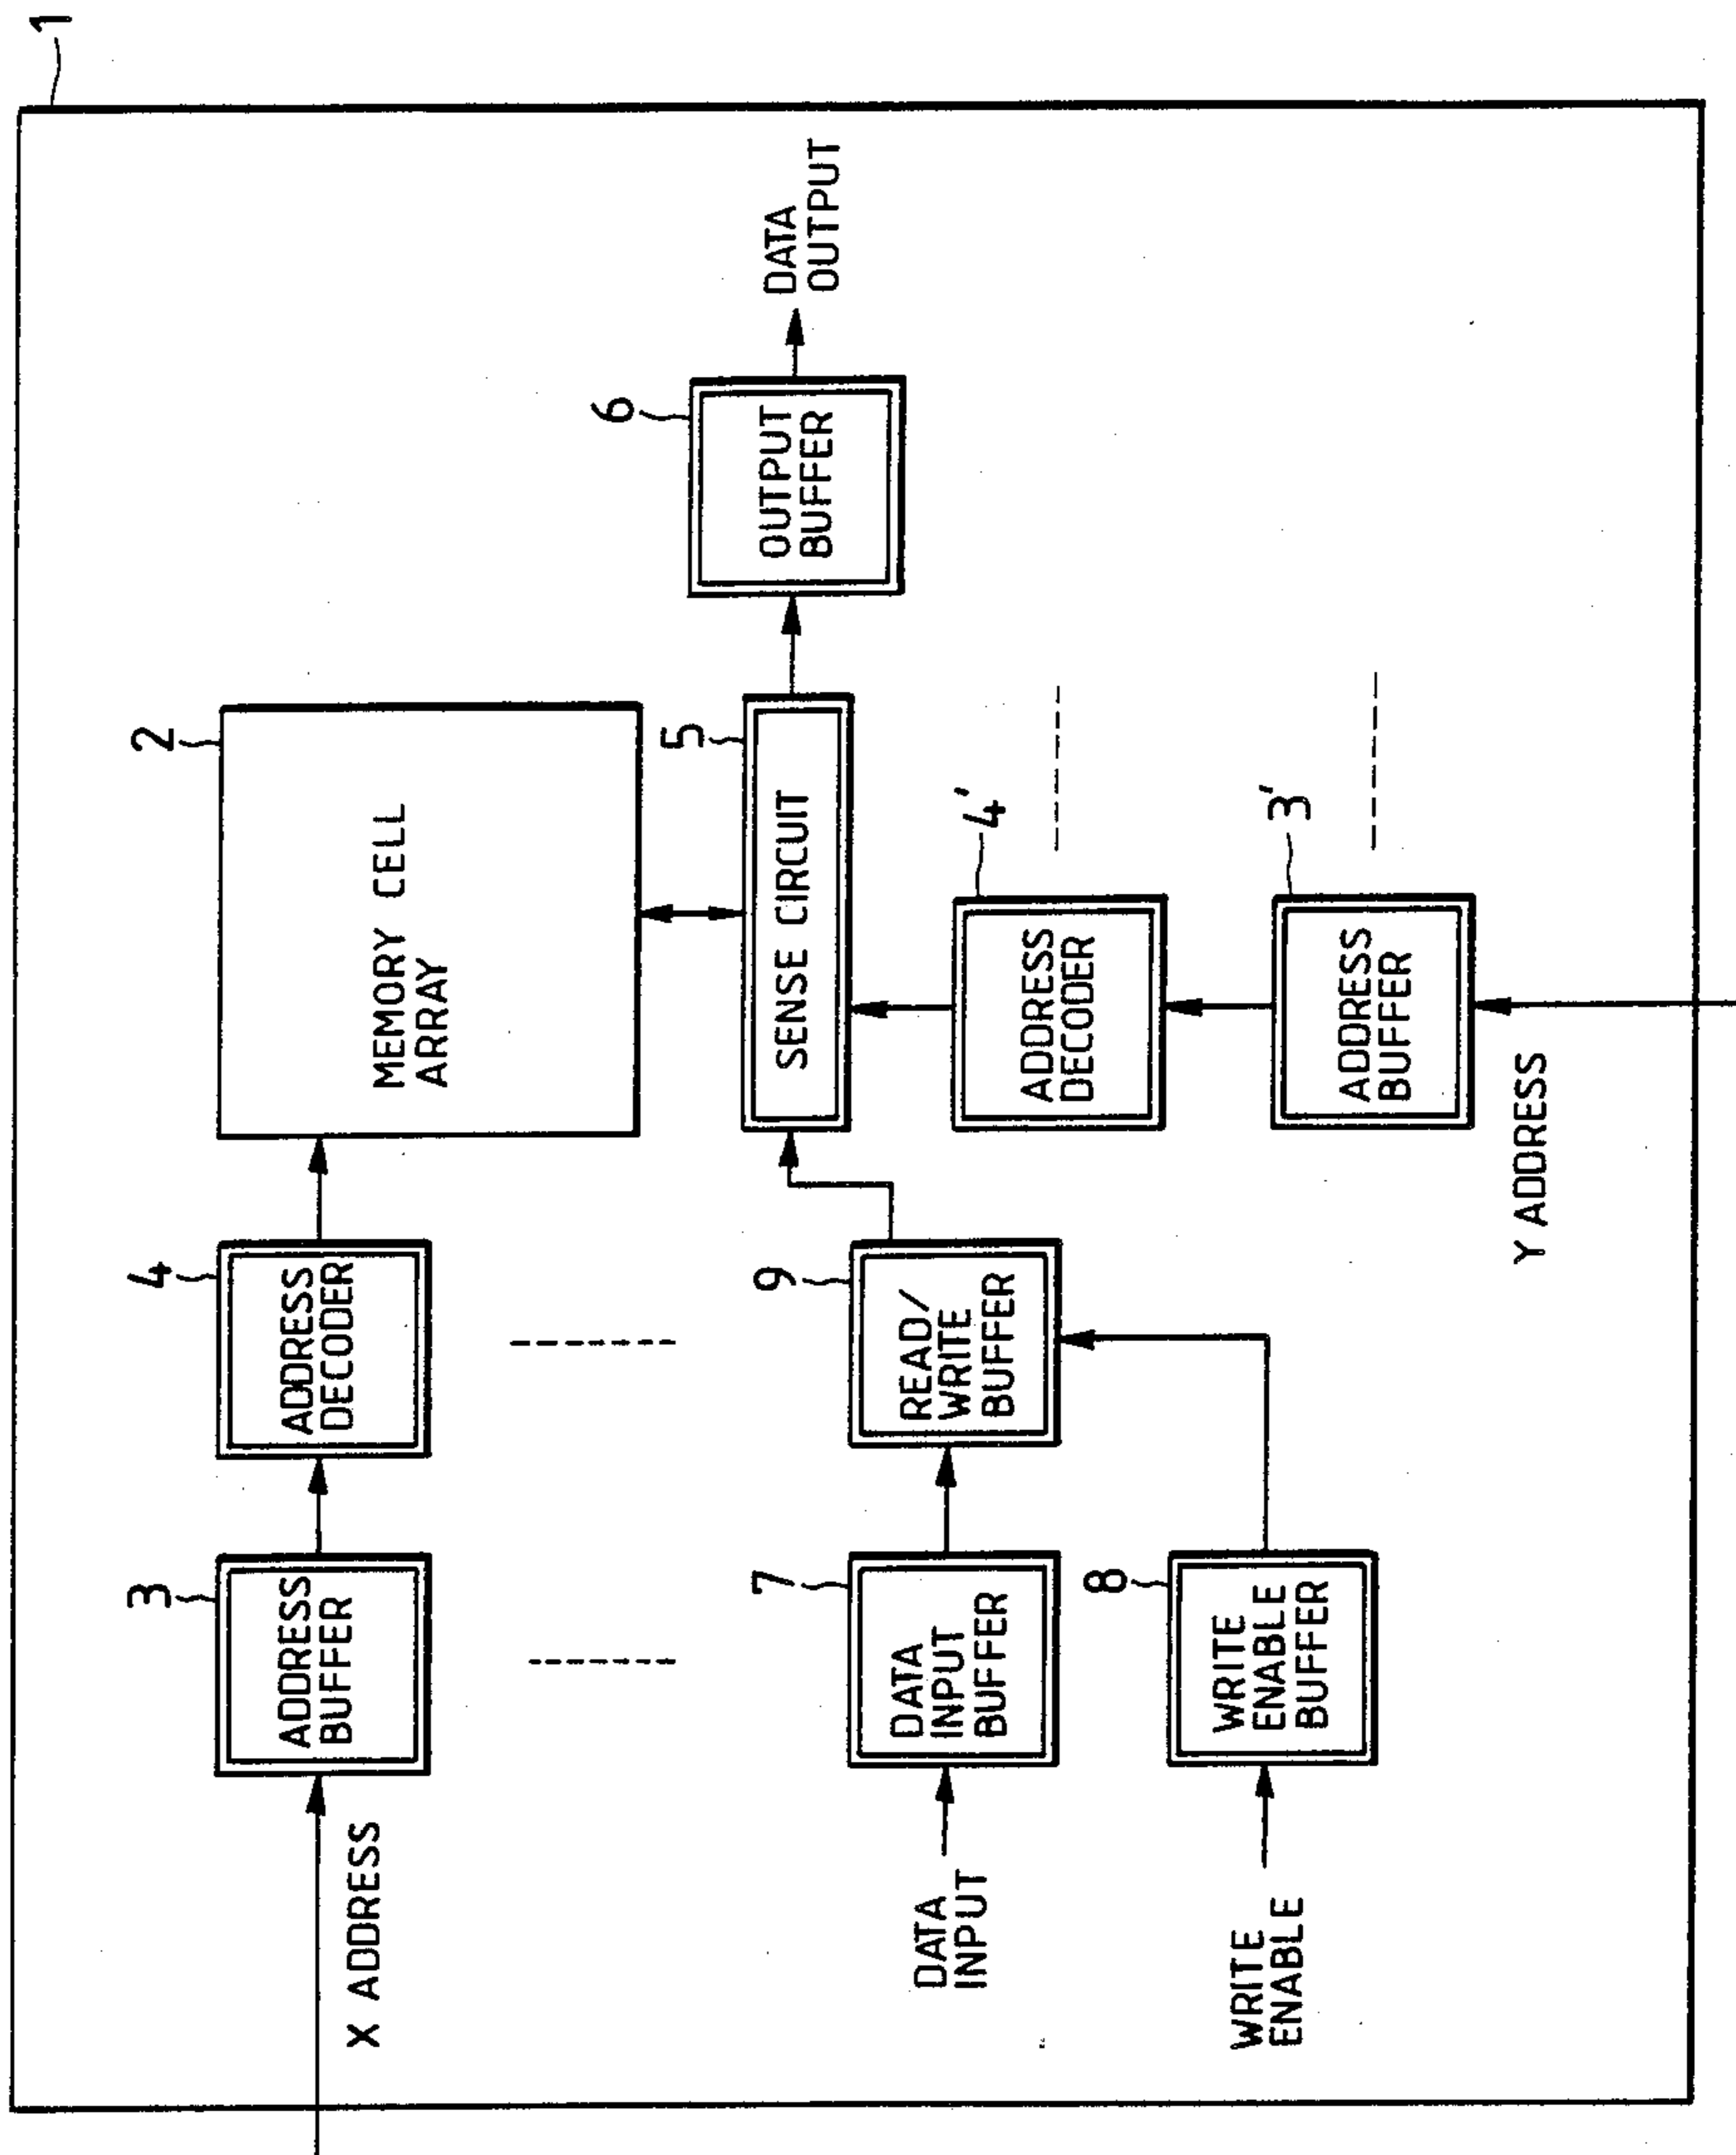 1
2
MEMORY CELL
ARRAY
3
ADDRESS
BUFFER
4
ADDRESS
DECODER
X ADDRESS
5
SENSE CIRCUIT
6
OUTPUT
BUFFER
DATA
OUTPUT
7
DATA
INPUT
BUFFER
DATA
INPUT
9
READ/
WRITE
BUFFER
8
WRITE
ENABLE
BUFFER
WRITE
ENABLE
4'
ADDRESS
DECODER
3'
ADDRESS
BUFFER
Y ADDRESS